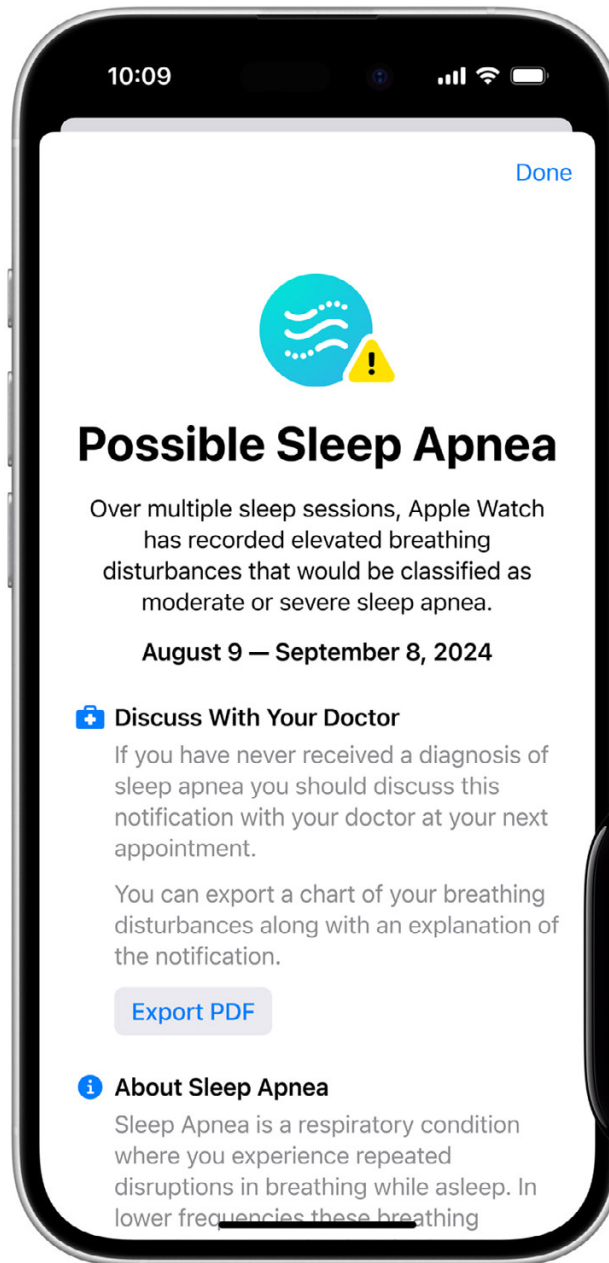 10:09
Done
Possible Sleep Apnea
Over multiple sleep sessions, Apple Watch
has recorded elevated breathing
disturbances that would be classified as
moderate or severe sleep apnea.
August 9 — September 8, 2024
Discuss With Your Doctor
If you have never received a diagnosis of
sleep apnea you should discuss this
notification with your doctor at your next
appointment.
You can export a chart of your breathing
disturbances along with an explanation of
the notification.
Export PDF
About Sleep Apnea
Sleep Apnea is a respiratory condition
where you experience repeated
disruptions in breathing while asleep. In
lower frequencies these breathing